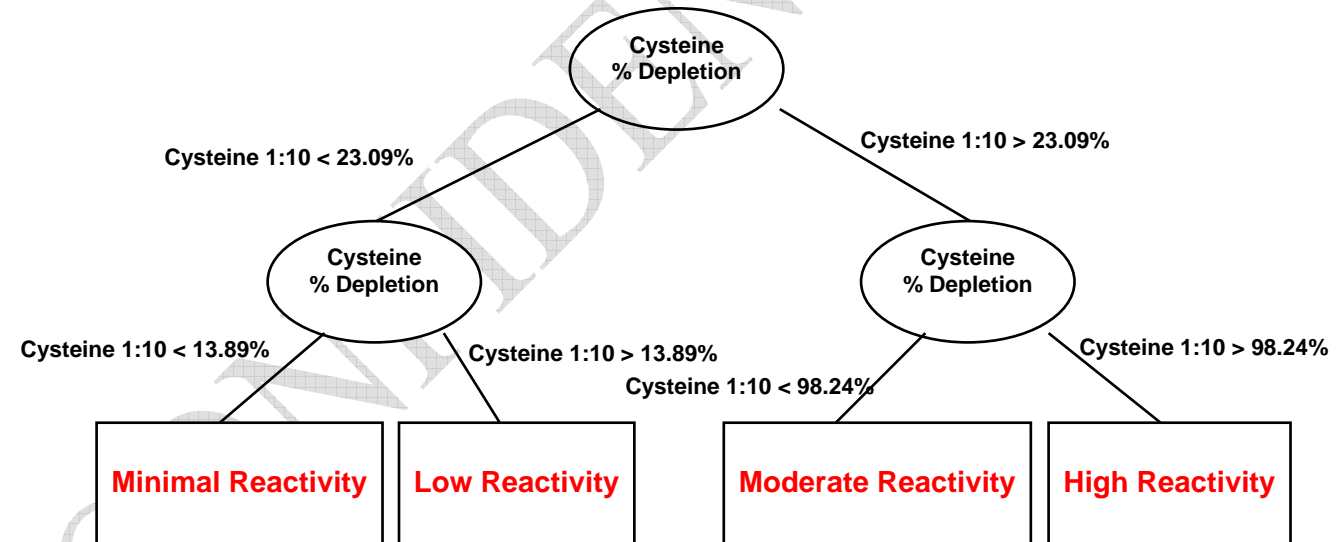 Cysteine
% Depletion
Cysteine 1:10 < 23.09%
Cysteine 1:10 > 23.09%
Cysteine
% Depletion
Cysteine
% Depletion
Cysteine 1:10 < 13.89%
Cysteine 1:10 > 13.89%
Cysteine 1:10 < 98.24%
Cysteine 1:10 > 98.24%
Minimal Reactivity
Low Reactivity
Moderate Reactivity
High Reactivity